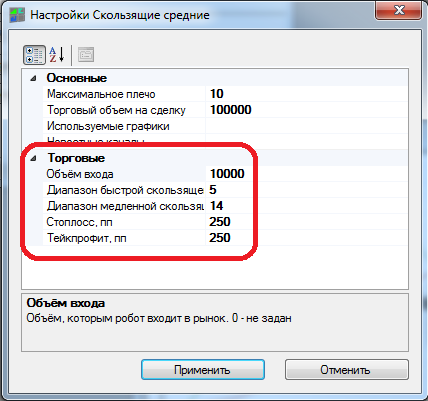 Настройки Скользящие средние
Основные
Максимальное плечо 10
Торговый объем на сделку 100000
Используемые графики
Новостные каналы
Торговые
Объём входа 10000
Диапазон быстрой скользяще 5
Диапазон медленной скользящ 14
Стоплосс, пп 250
Тейкпрофит, пп 250
Объём входа
Объём, которым робот входит в рынок. 0 - не задан
Применить Отменить